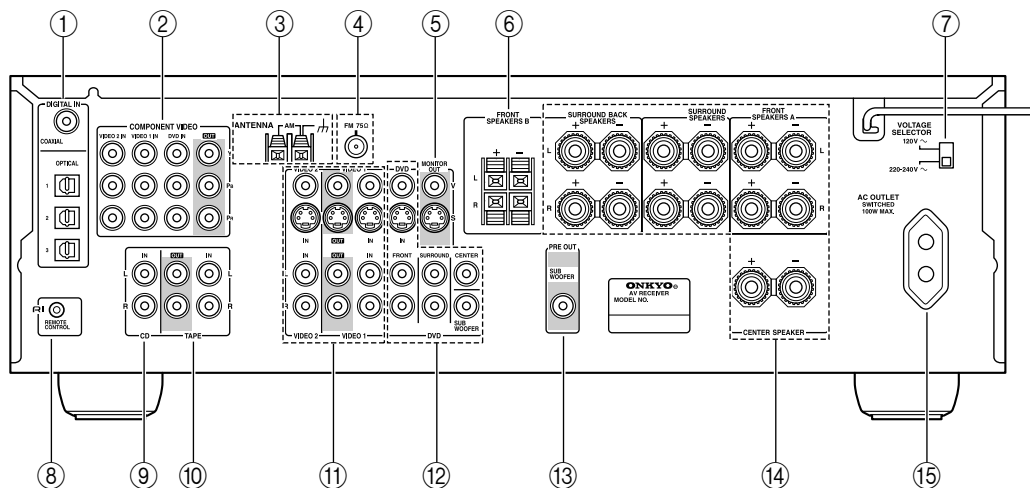 ① ② ③ ④ ⑤ ⑥ ⑦
DIGITAL IN
COAXIAL
OPTICAL
1
2
3
COMPONENT VIDEO
VIDEO 2 IN VIDEO 1 IN DVD IN OUT
Y
PB
PR
ANTENNA AM
FM 75Ω
VIDEO 2 VIDEO 1 DVD MONITOR OUT
V
S
IN OUT IN IN
FRONT SPEAKERS B
+ −
L
R
SURROUND BACK SPEAKERS
SURROUND SPEAKERS
FRONT SPEAKERS A
+ − + − + −
L
+ − + − + −
R
VOLTAGE SELECTOR
120V ~
220-240V ~
AC OUTLET
SWITCHED
100W MAX.
RI
REMOTE CONTROL
IN OUT IN
L L
R R
CD TAPE
IN OUT IN FRONT SURROUND CENTER
L
R
SUB WOOFER
VIDEO 2 VIDEO 1 DVD
PRE OUT
SUB WOOFER
ONKYO®
AV RECEIVER
MODEL NO.
+ −
CENTER SPEAKER
⑧ ⑨ ⑩ ⑪ ⑫ ⑬ ⑭ ⑮